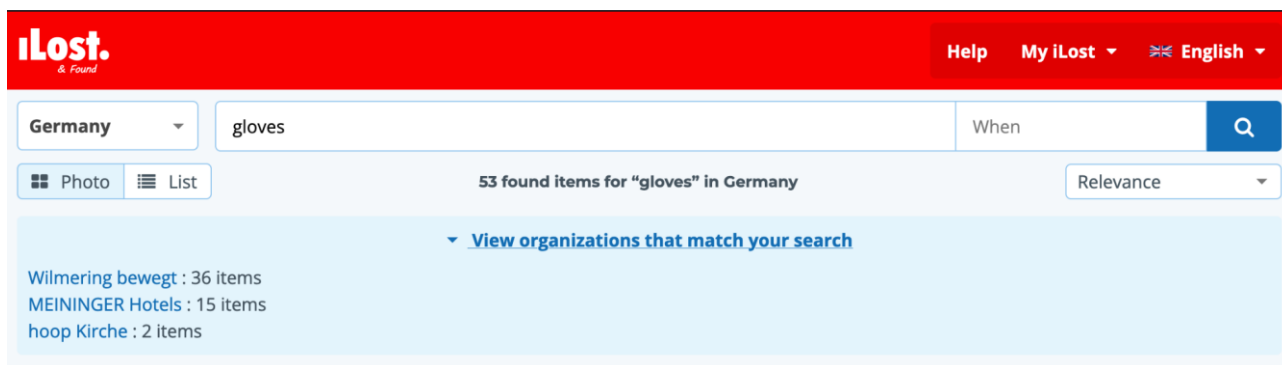 iLost.
& Found
Help My iLost English
Germany gloves When
Photo List 53 found items for “gloves” in Germany Relevance
View organizations that match your search
Wilmering bewegt : 36 items
MEININGER Hotels : 15 items
hoop Kirche : 2 items